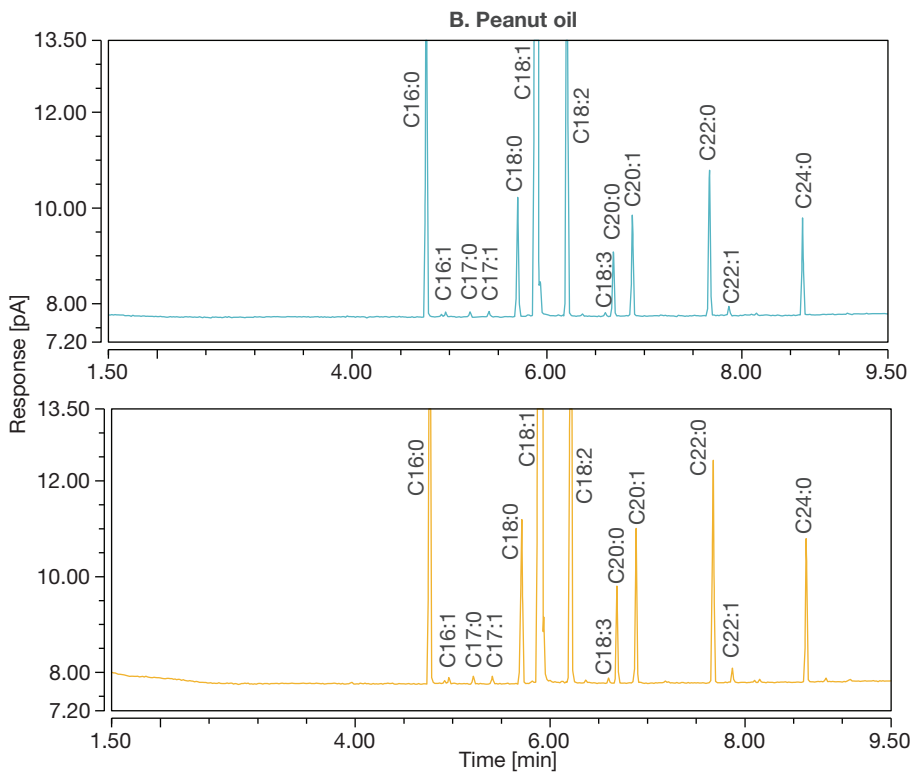 B. Peanut oil
13.50
12.00
10.00
8.00
7.20
C16:0
C16:1
C17:0
C17:1
C18:0
C18:1
C18:2
C18:3
C20:0
C20:1
C22:0
C22:1
C24:0
1.50 4.00 6.00 8.00 9.50
Response [pA]
13.50
12.00
10.00
8.00
7.20
C16:0
C16:1
C17:0
C17:1
C18:0
C18:1
C18:2
C18:3
C20:0
C20:1
C22:0
C22:1
C24:0
1.50 4.00 6.00 8.00 9.50
Time [min]